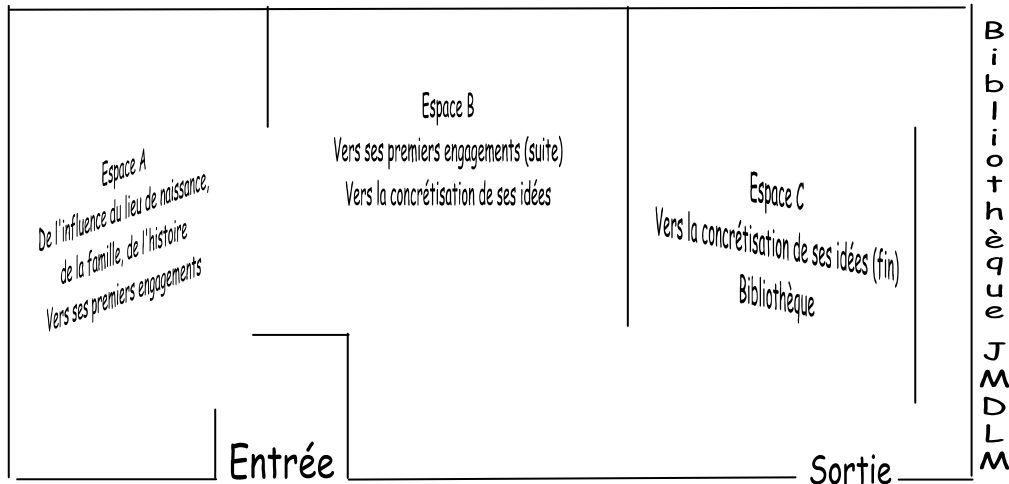 Espace A
De l'influence du lieu de naissance,
de la famille, de l'histoire
Vers ses premiers engagements
Espace B
Vers ses premiers engagements (suite)
Vers la concrétisation de ses idées
Espace C
Vers la concrétisation de ses idées (fin)
Bibliothèque
Entrée
Sortie
Bibliothèque JMDLM